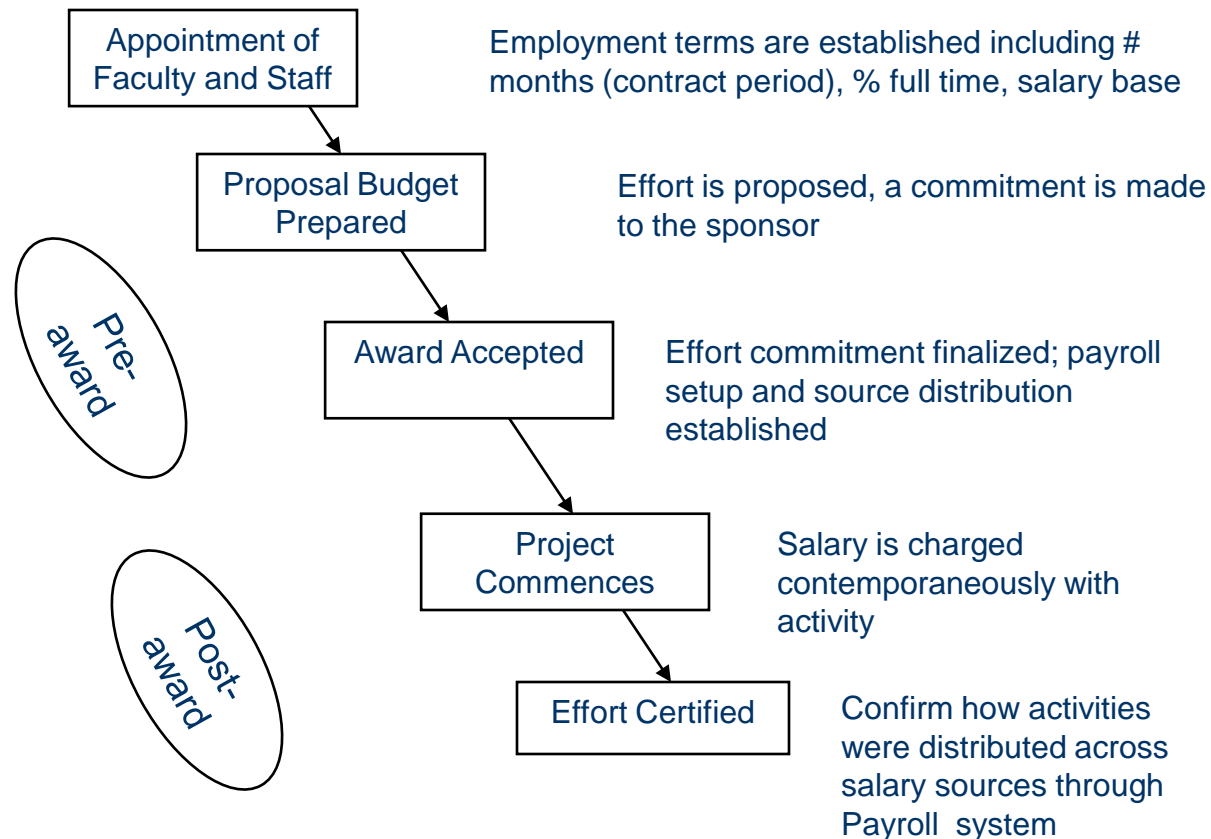 Appointment of
Faculty and Staff
Employment terms are established including #
months (contract period), % full time, salary base
Proposal Budget
Prepared
Effort is proposed, a commitment is made
to the sponsor
Pre-
award
Award Accepted
Effort commitment finalized; payroll
setup and source distribution
established
Project
Commences
Salary is charged
contemporaneously with
activity
Post-
award
Effort Certified
Confirm how activities
were distributed across
salary sources through
Payroll system